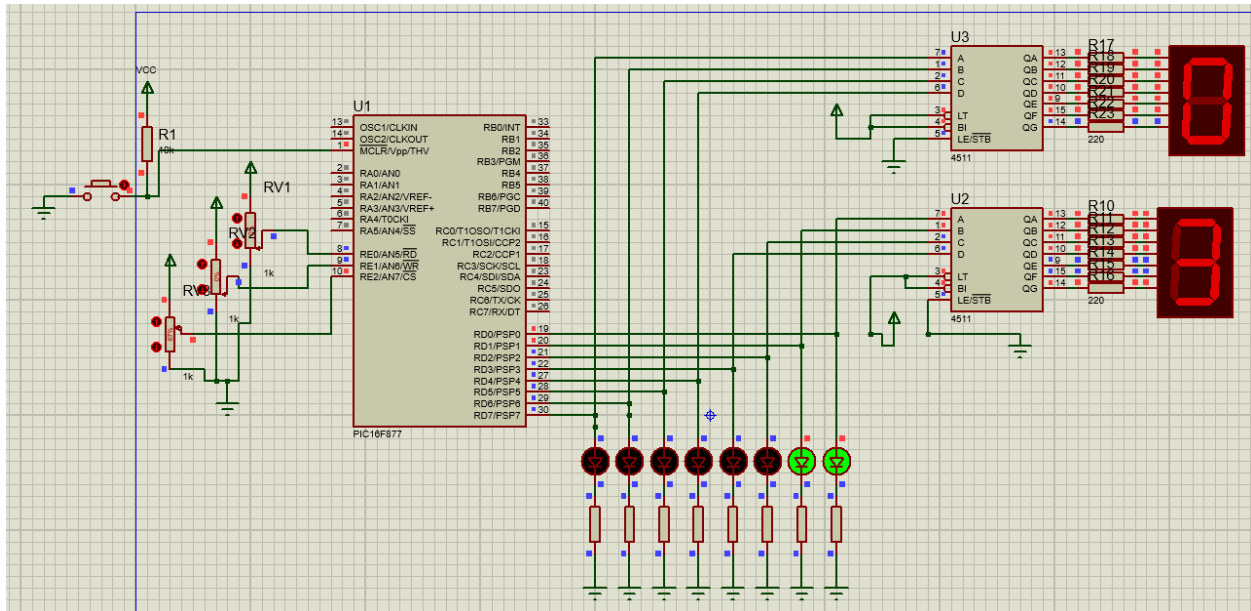 VCC
R1
10k
RV1
RV2
1k
RV3
1k
1k
U1
13 OSC1/CLKIN
14 OSC2/CLKOUT
1 MCLR/Vpp/THV
2 RA0/AN0
3 RA1/AN1
4 RA2/AN2/VREF-
5 RA3/AN3/VREF+
6 RA4/T0CKI
7 RA5/AN4/SS
8 RE0/AN5/RD
9 RE1/AN6/WR
10 RE2/AN7/CS
RB0/INT 33
RB1 34
RB2 35
RB3/PGM 36
RB4 37
RB5 38
RB6/PGC 39
RB7/PGD 40
RC0/T1OSO/T1CKI 15
RC1/T1OSI/CCP2 16
RC2/CCP1 17
RC3/SCK/SCL 18
RC4/SDI/SDA 23
RC5/SDO 24
RC6/TX/CK 25
RC7/RX/DT 26
RD0/PSP0 19
RD1/PSP1 20
RD2/PSP2 21
RD3/PSP3 22
RD4/PSP4 27
RD5/PSP5 28
RD6/PSP6 29
RD7/PSP7 30
PIC16F877
U3
7 A QA 13
1 B QB 12
2 C QC 11
6 D QD 10
QE 9
3 LT QF 15
4 BI QG 14
5 LE/STB
4511
R17
R18
R19
R20
R21
R22
R23
220
0
U2
7 A QA 13
1 B QB 12
2 C QC 11
6 D QD 10
QE 9
3 LT QF 15
4 BI QG 14
5 LE/STB
4511
R10
R12
R13
R14
R15
R16
220
3